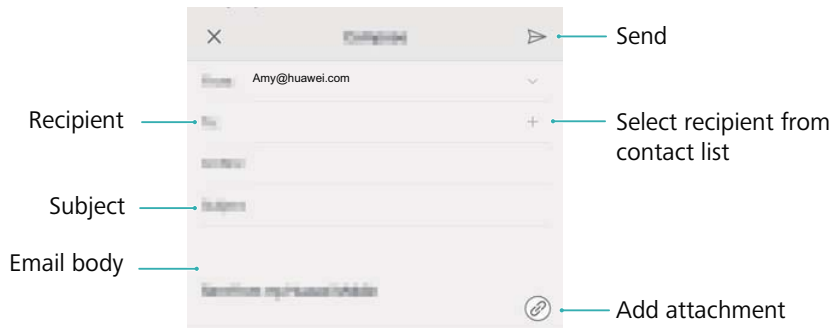 Send
Amy@huawei.com
Recipient
Select recipient from
contact list
Subject
Email body
Add attachment